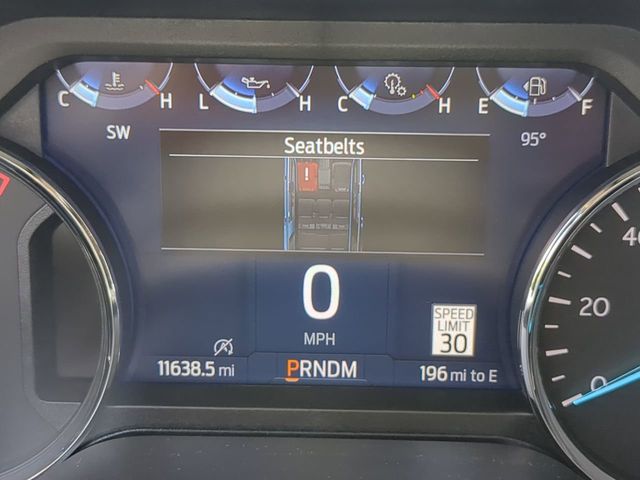 C H L H C H E F
SW 95°
Seatbelts
!
0
MPH
SPEED
LIMIT
30
11638.5 mi PRNDM 196 mi to E
40
20
0